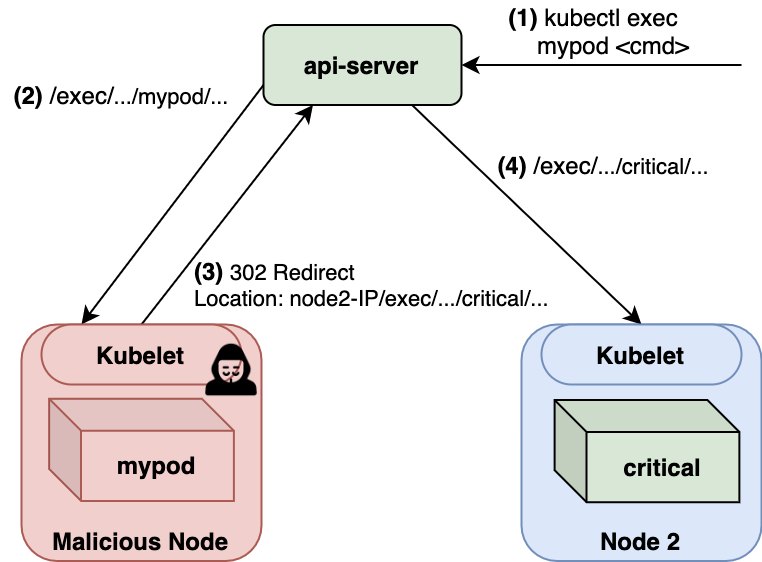 (1) kubectl exec
mypod <cmd>
api-server
(2) /exec/.../mypod/...
(4) /exec/.../critical/...
(3) 302 Redirect
Location: node2-IP/exec/.../critical/...
Kubelet
Kubelet
mypod
critical
Malicious Node
Node 2